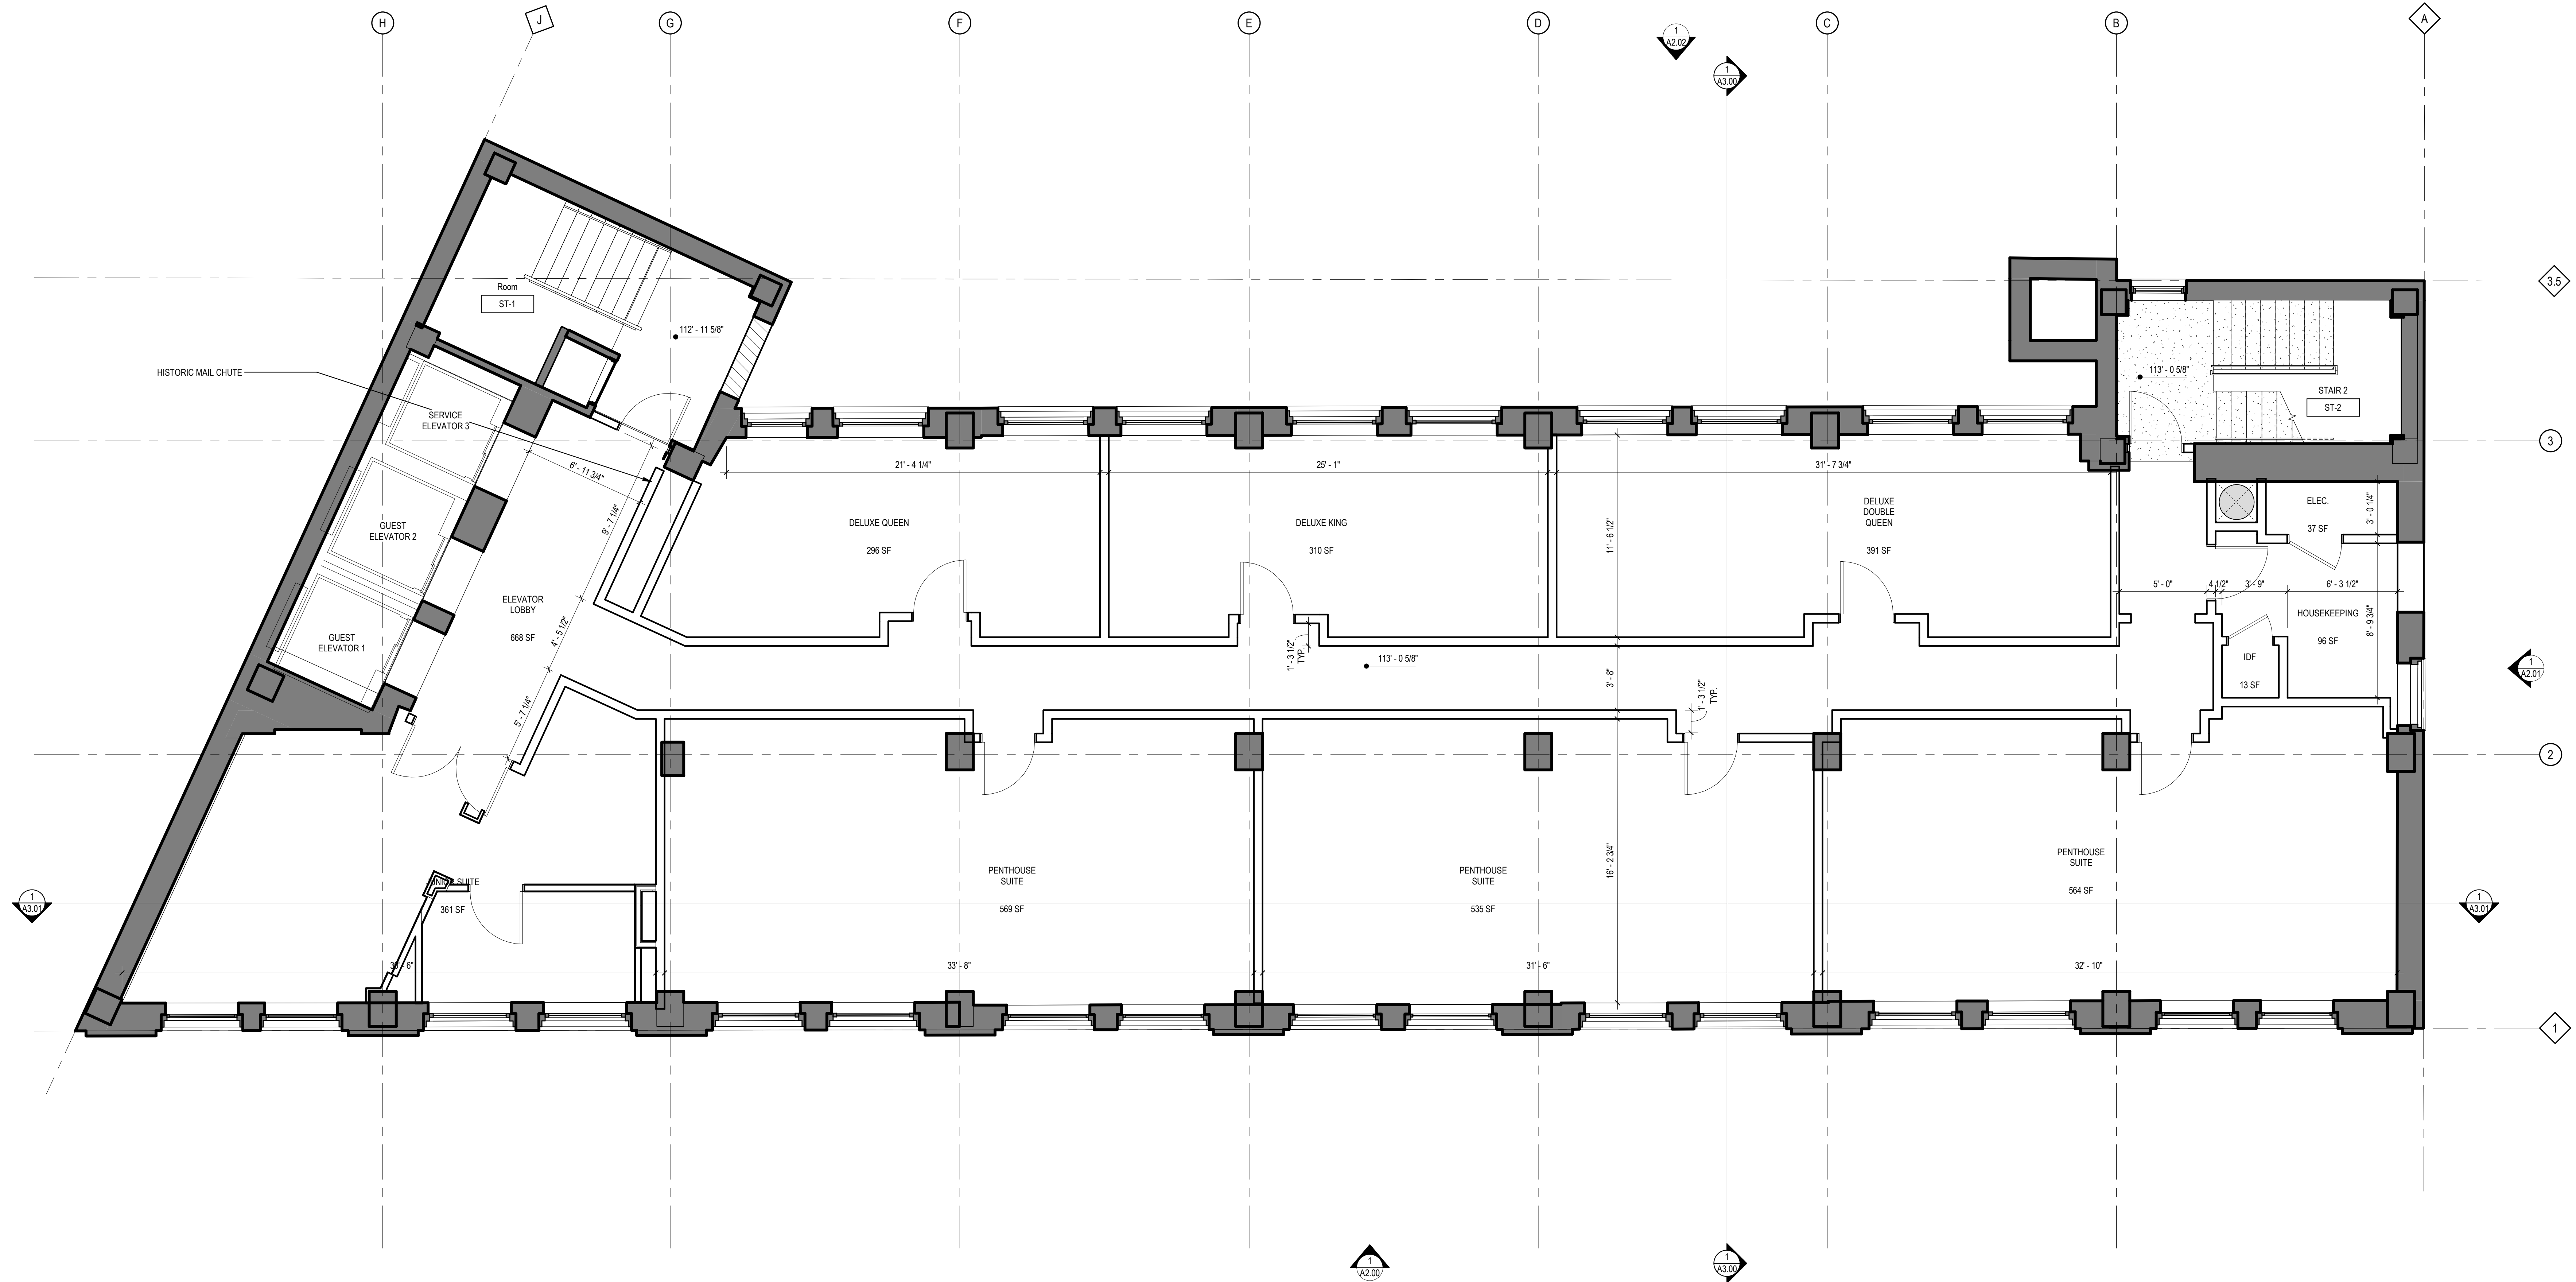 H
J
G
F
E
D
C
B
A
1
A2.02
1
A3.00
3.5
Room
ST-1
112' - 11 5/8"
113' - 0 5/8"
HISTORIC MAIL CHUTE
STAIR 2
ST-2
SERVICE
ELEVATOR 3
3
6' - 11 3/4"
21' - 4 1/4"
25' - 1"
31' - 7 3/4"
9' - 7 1/4"
GUEST
ELEVATOR 2
DELUXE QUEEN
296 SF
DELUXE KING
310 SF
11' - 6 1/2"
DELUXE
DOUBLE
QUEEN
391 SF
ELEC.
37 SF
3' - 0 1/4"
5' - 0"
4 1/2"
3' - 9"
6' - 3 1/2"
ELEVATOR
LOBBY
668 SF
4' - 5 1/2"
HOUSEKEEPING
96 SF
8' - 9 3/4"
GUEST
ELEVATOR 1
1' - 3 1/2"
TYP.
113' - 0 5/8"
3' - 8"
1' - 3 1/2"
TYP.
IDF
13 SF
1
A2.01
5' - 7 1/4"
2
PENTHOUSE
SUITE
569 SF
PENTHOUSE
SUITE
535 SF
16' - 2 3/4"
PENTHOUSE
SUITE
564 SF
SUITE
361 SF
1
A3.01
1
A3.01
33' - 8"
31' - 6"
32' - 10"
1
1
A2.00
1
A3.00